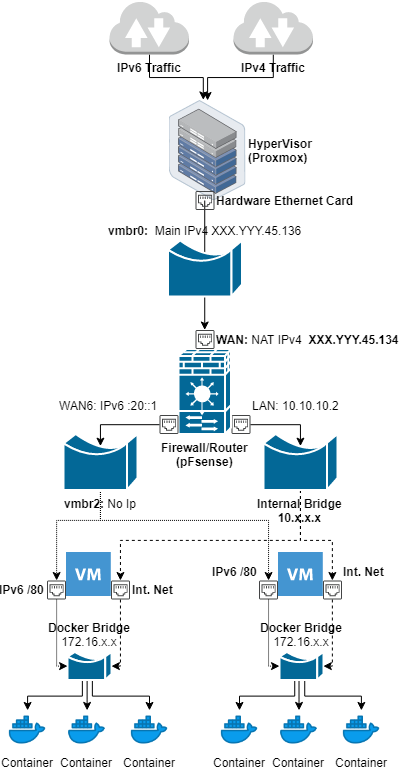 IPv6 Traffic
IPv4 Traffic
HyperVisor
(Proxmox)
Hardware Ethernet Card
vmbr0: Main IPv4 XXX.YYY.45.136
WAN: NAT IPv4 XXX.YYY.45.134
WAN6: IPv6 :20::1
LAN: 10.10.10.2
Firewall/Router
(pFsense)
vmbr2: No Ip
Internal Bridge
10.x.x.x
VM
VM
IPv6 /80
Int. Net
IPv6 /80
Int. Net
Docker Bridge
172.16.x.x
Docker Bridge
172.16.x.x
Container
Container
Container
Container
Container
Container